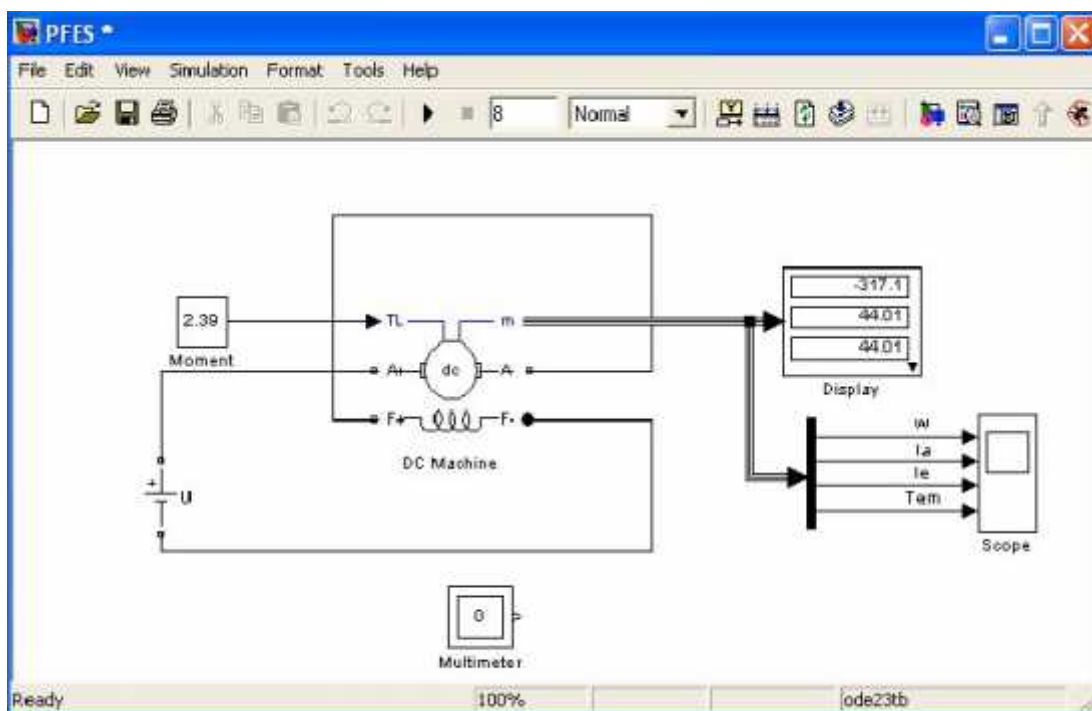 PFES *
File Edit View Simulation Format Tools Help
8 Normal
2.39
Moment
TL m
A+ dc A-
F+ F-
DC Machine
+
U
-317.1
44.01
44.01
Display
w
Ia
Ie
Tem
Scope
0
Multimeter
Ready 100% ode23tb